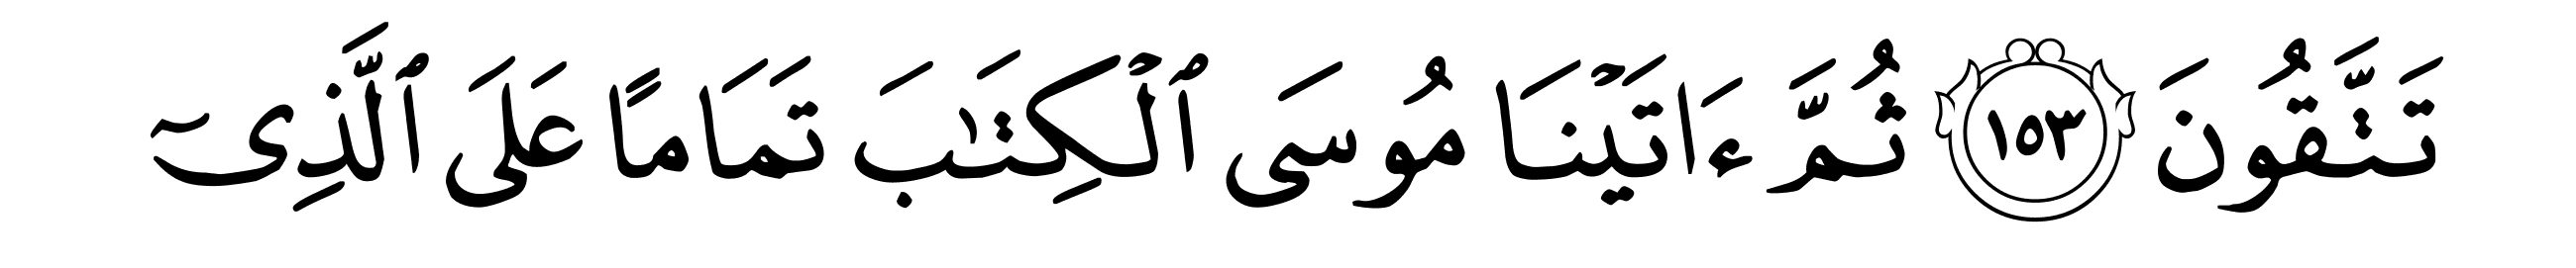 تَتَّقُونَ ١٥٣ ثُمَّ ءَاتَيْنَا مُوسَى ٱلْكِتَٰبَ تَمَامًا عَلَى ٱلَّذِىٓ